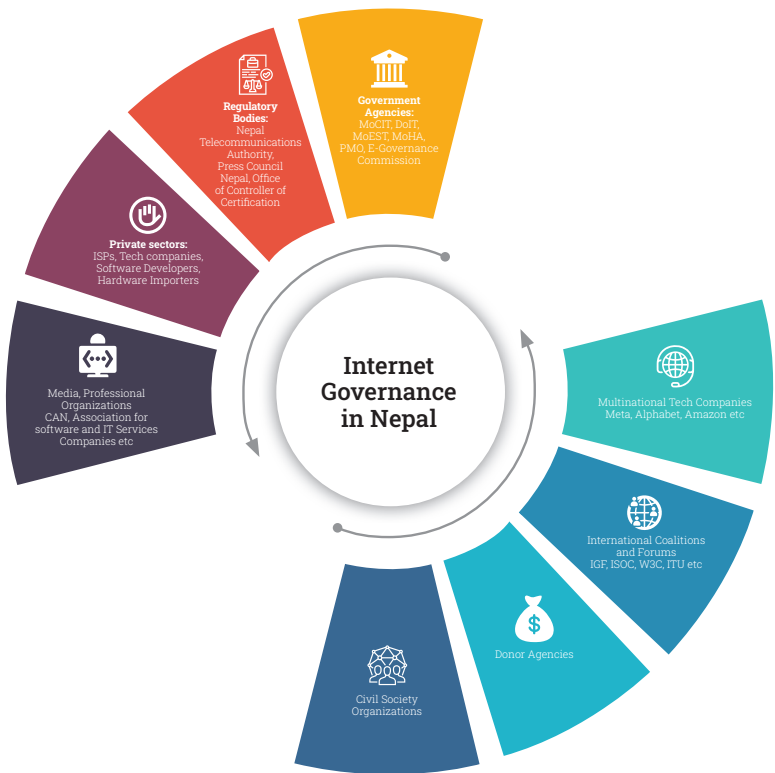 Government
Agencies:
MoCIT, DoIT,
MoEST, MoHA,
PMO, E-Governance
Commission
Regulatory
Bodies:
Nepal
Telecommunications
Authority,
Press Council
Nepal, Office
of Controller of
Certification
Private sectors:
ISPs, Tech companies,
Software Developers,
Hardware Importers
Media, Professional
Organizations
CAN, Association for
software and IT Services
Companies etc
Internet
Governance
in Nepal
Multinational Tech Companies
Meta, Alphabet, Amazon etc
International Coalitions
and Forums
IGF, ISOC, W3C, ITU etc
$
Donor Agencies
Civil Society
Organizations